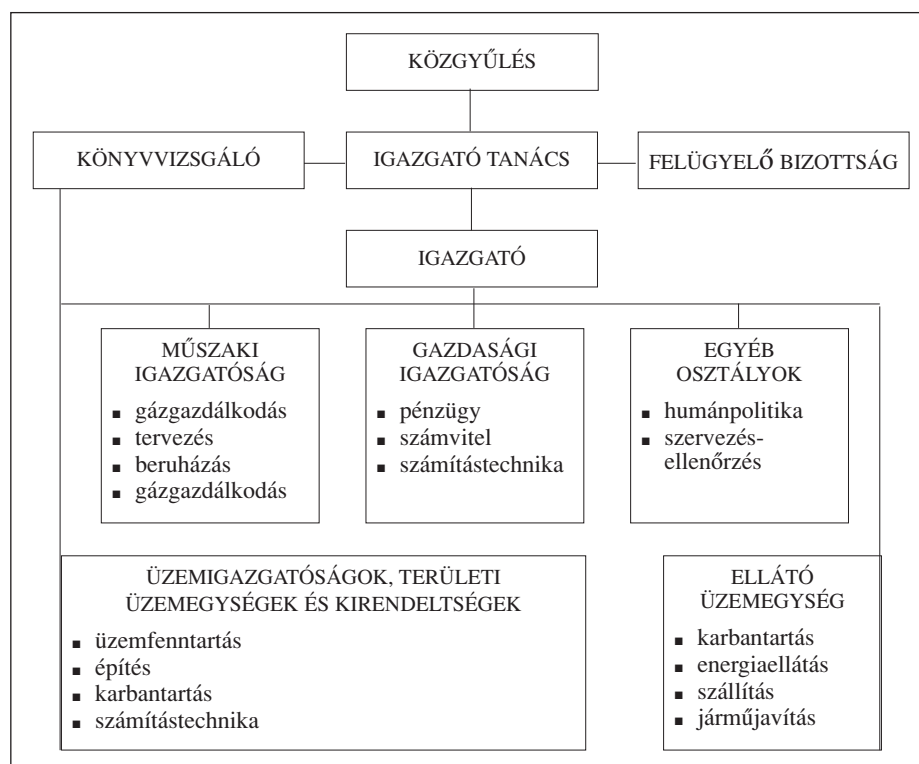 KÖZGYŰLÉS
KÖNYVVIZSGÁLÓ
IGAZGATÓ TANÁCS
FELÜGYELŐ BIZOTTSÁG
IGAZGATÓ
MŰSZAKI
IGAZGATÓSÁG
▪ gázgazdálkodás
▪ tervezés
▪ beruházás
▪ gázgazdálkodás
GAZDASÁGI
IGAZGATÓSÁG
▪ pénzügy
▪ számvitel
▪ számítástechnika
EGYÉB
OSZTÁLYOK
▪ humánpolitika
▪ szervezés-
ellenőrzés
ÜZEMIGAZGATÓSÁGOK, TERÜLETI
ÜZEMEGYSÉGEK ÉS KIRENDELTSÉGEK
▪ üzemfenntartás
▪ építés
▪ karbantartás
▪ számítástechnika
ELLÁTÓ
ÜZEMEGYSÉG
▪ karbantartás
▪ energiaellátás
▪ szállítás
▪ járműjavítás